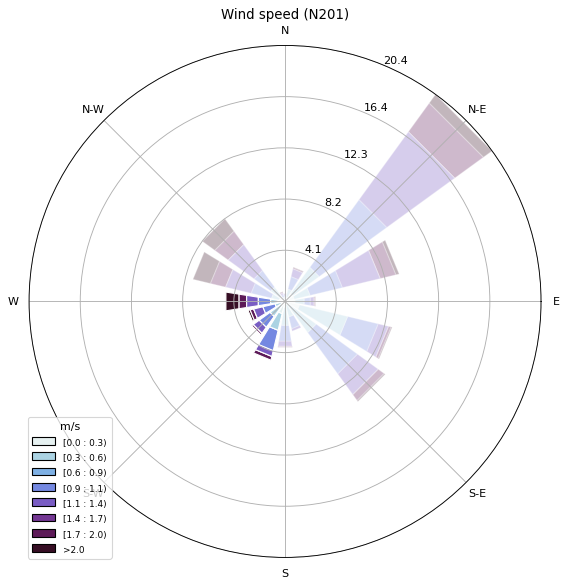 Wind speed (N201)
N
20.4
N-W
16.4
N-E
12.3
8.2
4.1
W
E
m/s
[0.0 : 0.3)
[0.3 : 0.6)
[0.6 : 0.9)
[0.9 : 1.1)
[1.1 : 1.4)
[1.4 : 1.7)
[1.7 : 2.0)
>2.0
S-W
S-E
S